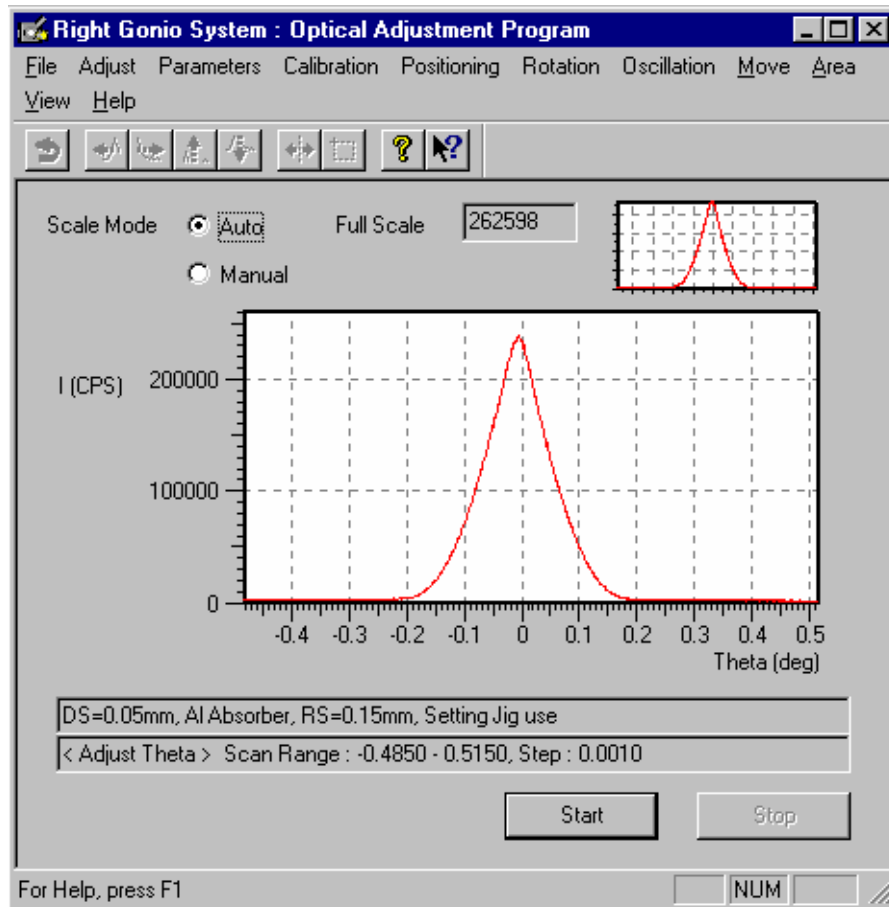 Right Gonio System : Optical Adjustment Program
File Adjust Parameters Calibration Positioning Rotation Oscillation Move Area
View Help
Scale Mode Auto Full Scale 262598
Manual
I (CPS)
200000
100000
0
-0.4 -0.3 -0.2 -0.1 0 0.1 0.2 0.3 0.4 0.5
Theta (deg)
DS=0.05mm, Al Absorber, RS=0.15mm, Setting Jig use
< Adjust Theta > Scan Range : -0.4850 - 0.5150, Step : 0.0010
Start Stop
For Help, press F1 NUM